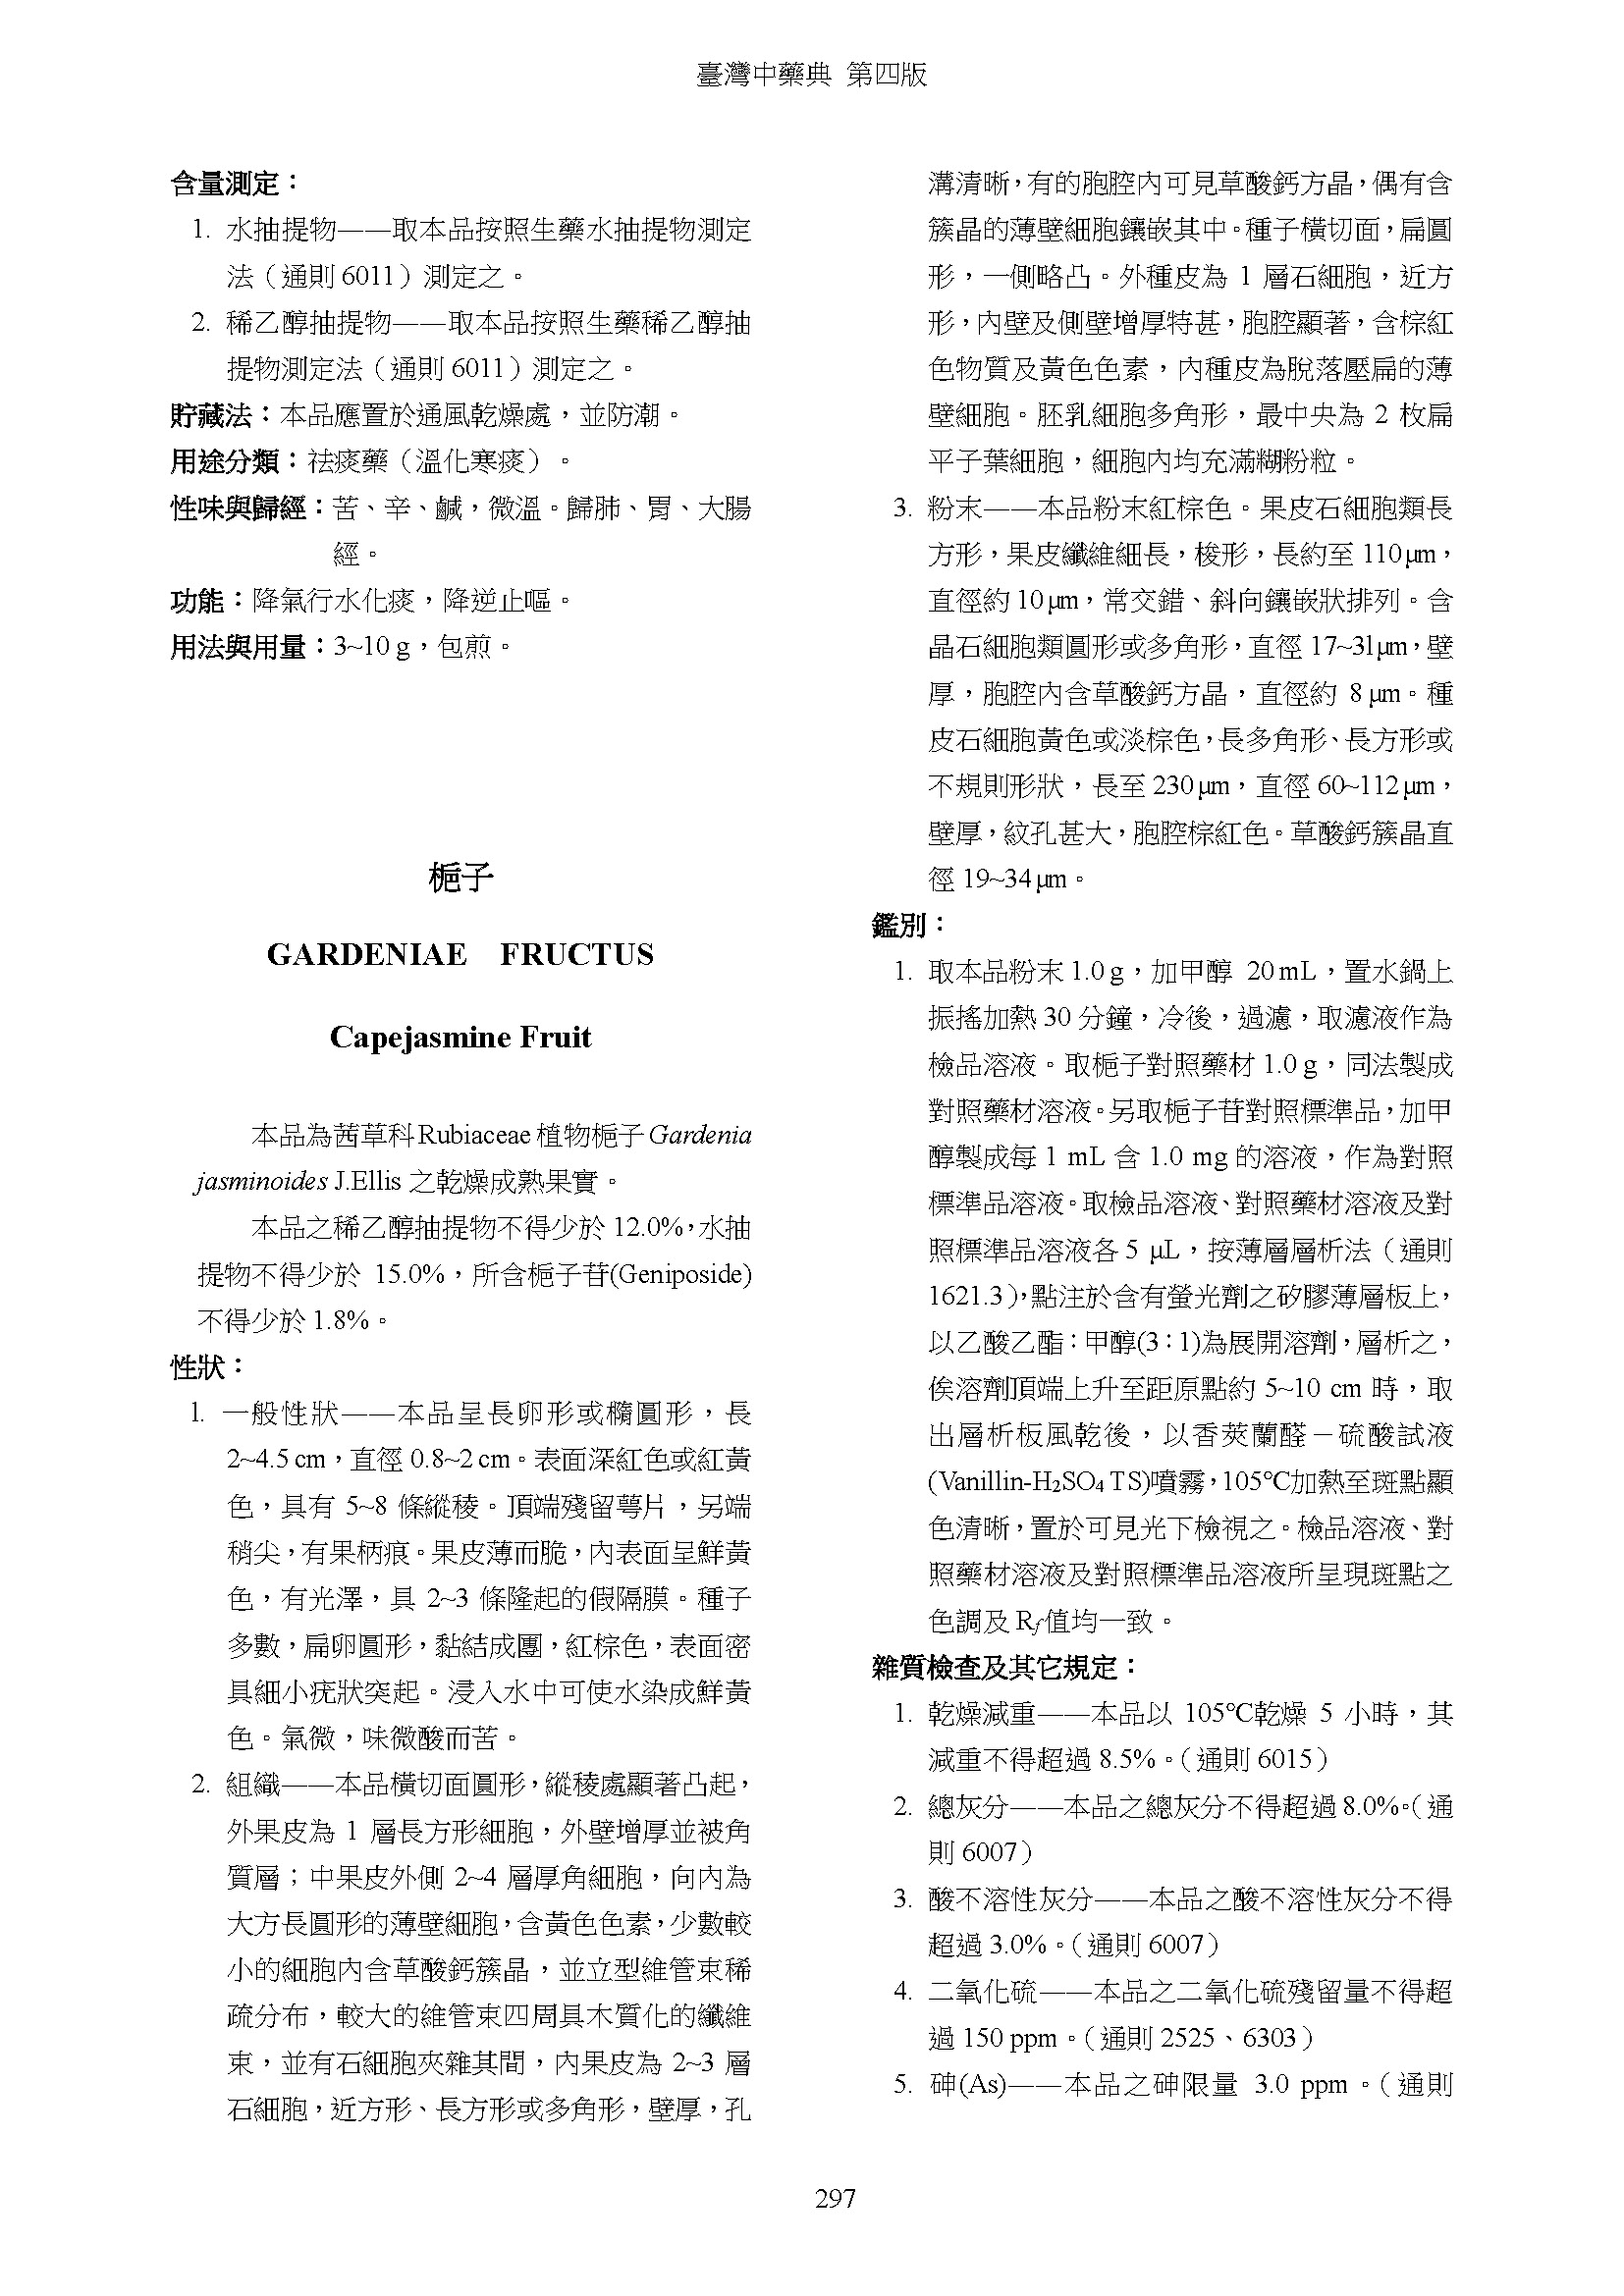 臺灣中藥典 第四版
含量測定：
1. 水抽提物——取本品按照生藥水抽提物測定
法（通則 6011）測定之。
2. 稀乙醇抽提物——取本品按照生藥稀乙醇抽
提物測定法（通則 6011）測定之。
貯藏法：本品應置於通風乾燥處，並防潮。
用途分類：祛痰藥（溫化寒痰）。
性味與歸經：苦、辛、鹹，微溫。歸肺、胃、大腸
經。
功能：降氣行水化痰，降逆止嘔。
用法與用量：3~10 g，包煎。
梔子
GARDENIAE FRUCTUS
Capejasmine Fruit
本品為茜草科 Rubiaceae 植物梔子 Gardenia
jasminoides J.Ellis 之乾燥成熟果實。
本品之稀乙醇抽提物不得少於 12.0%，水抽
提物不得少於 15.0%，所含梔子苷(Geniposide)
不得少於 1.8%。
性狀：
1. 一般性狀——本品呈長卵形或橢圓形，長
2~4.5 cm，直徑 0.8~2 cm。表面深紅色或紅黃
色，具有 5~8 條縱稜。頂端殘留萼片，另端
稍尖，有果柄痕。果皮薄而脆，內表面呈鮮黃
色，有光澤，具 2~3 條隆起的假隔膜。種子
多數，扁卵圓形，黏結成團，紅棕色，表面密
具細小疣狀突起。浸入水中可使水染成鮮黃
色。氣微，味微酸而苦。
2. 組織——本品橫切面圓形，縱稜處顯著凸起，
外果皮為 1 層長方形細胞，外壁增厚並被角
質層；中果皮外側 2~4 層厚角細胞，向內為
大方長圓形的薄壁細胞，含黃色色素，少數較
小的細胞內含草酸鈣簇晶，並立型維管束稀
疏分布，較大的維管束四周具木質化的纖維
束，並有石細胞夾雜其間，內果皮為 2~3 層
石細胞，近方形、長方形或多角形，壁厚，孔
溝清晰，有的胞腔內可見草酸鈣方晶，偶有含
簇晶的薄壁細胞鑲嵌其中。種子橫切面，扁圓
形，一側略凸。外種皮為 1 層石細胞，近方
形，內壁及側壁增厚特甚，胞腔顯著，含棕紅
色物質及黃色色素，內種皮為脫落壓扁的薄
壁細胞。胚乳細胞多角形，最中央為 2 枚扁
平子葉細胞，細胞內均充滿糊粉粒。
3. 粉末——本品粉末紅棕色。果皮石細胞類長
方形，果皮纖維細長，梭形，長約至 110 μm，
直徑約 10 μm，常交錯、斜向鑲嵌狀排列。含
晶石細胞類圓形或多角形，直徑 17~31μm，壁
厚，胞腔內含草酸鈣方晶，直徑約 8 μm。種
皮石細胞黃色或淡棕色，長多角形、長方形或
不規則形狀，長至 230 μm，直徑 60~112 μm，
壁厚，紋孔甚大，胞腔棕紅色。草酸鈣簇晶直
徑 19~34 μm。
鑑別：
1. 取本品粉末 1.0 g，加甲醇 20 mL，置水鍋上
振搖加熱 30 分鐘，冷後，過濾，取濾液作為
檢品溶液。取梔子對照藥材 1.0 g，同法製成
對照藥材溶液。另取梔子苷對照標準品，加甲
醇製成每 1 mL 含 1.0 mg 的溶液，作為對照
標準品溶液。取檢品溶液、對照藥材溶液及對
照標準品溶液各 5 μL，按薄層層析法（通則
1621.3），點注於含有螢光劑之矽膠薄層板上，
以乙酸乙酯：甲醇(3：1)為展開溶劑，層析之，
俟溶劑頂端上升至距原點約 5~10 cm 時，取
出層析板風乾後，以香莢蘭醛－硫酸試液
(Vanillin-H₂SO₄ TS)噴霧，105℃加熱至斑點顯
色清晰，置於可見光下檢視之。檢品溶液、對
照藥材溶液及對照標準品溶液所呈現斑點之
色調及 Rf值均一致。
雜質檢查及其它規定：
1. 乾燥減重——本品以 105℃乾燥 5 小時，其
減重不得超過 8.5%。（通則 6015）
2. 總灰分——本品之總灰分不得超過 8.0%。（通
則 6007）
3. 酸不溶性灰分——本品之酸不溶性灰分不得
超過 3.0%。（通則 6007）
4. 二氧化硫——本品之二氧化硫殘留量不得超
過 150 ppm。（通則 2525、6303）
5. 砷(As)——本品之砷限量 3.0 ppm。（通則
297